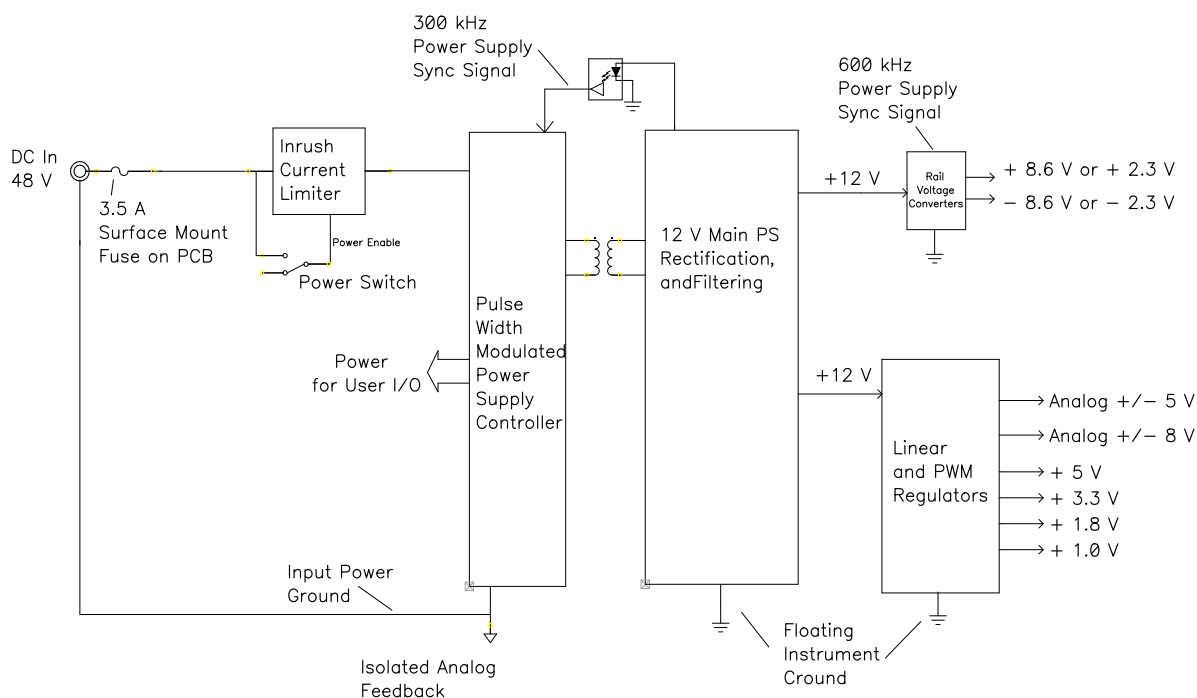 300 kHz
Power Supply
Sync Signal
600 kHz
Power Supply
Sync Signal
DC In
48 V
Inrush
Current
Limiter
3.5 A
Surface Mount
Fuse on PCB
Power Enable
Power Switch
+12 V
Rail
Voltage
Converters
+ 8.6 V or + 2.3 V
− 8.6 V or − 2.3 V
12 V Main PS
Rectification,
andFiltering
Pulse
Width
Modulated
Power
Supply
Controller
Power
for User I/O
+12 V
Linear
and PWM
Regulators
Analog +/− 5 V
Analog +/− 8 V
+ 5 V
+ 3.3 V
+ 1.8 V
+ 1.0 V
Input Power
Ground
Isolated Analog
Feedback
Floating
Instrument
Ground